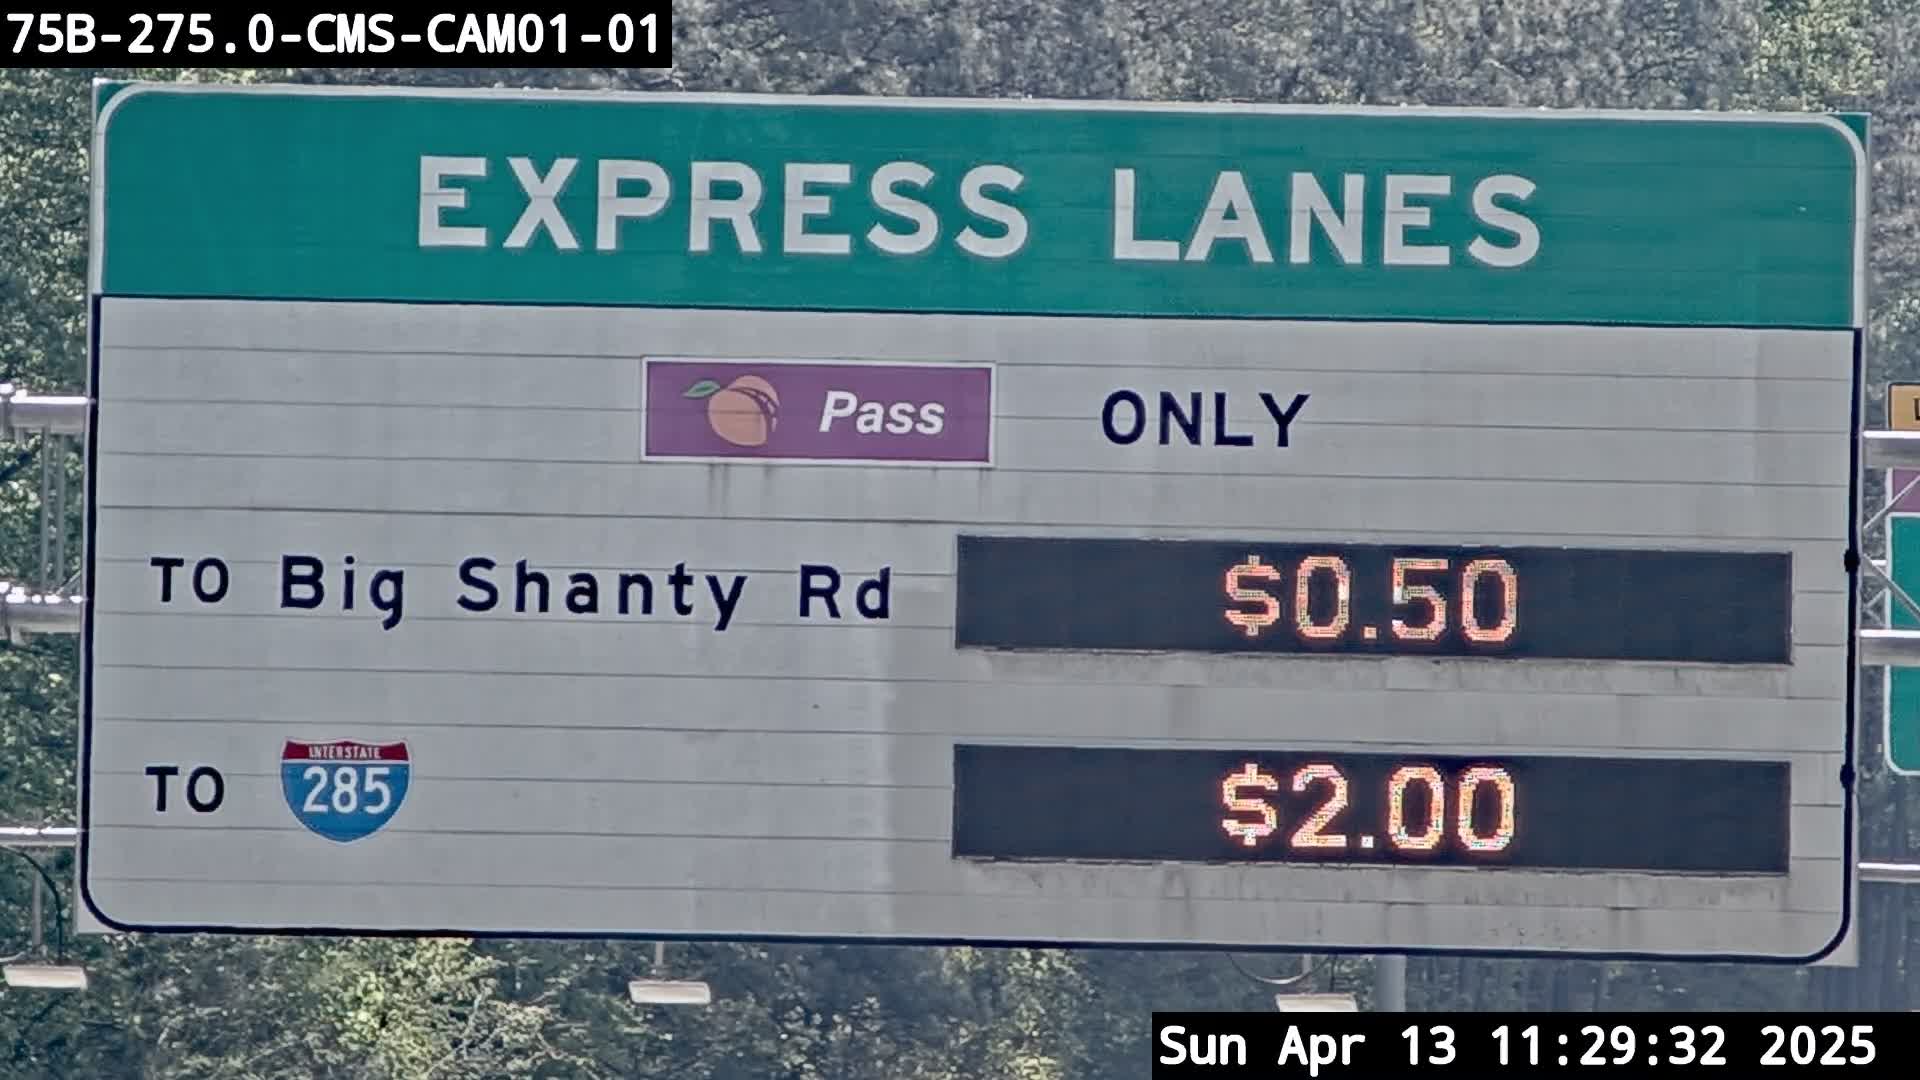 75B-275.0-CMS-CAM01-01
EXPRESS LANES
Pass ONLY
TO Big Shanty Rd $0.50
TO INTERSTATE 285 $2.00
Sun Apr 13 11:29:32 2025